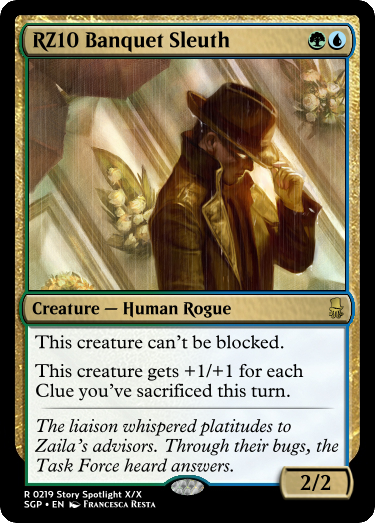 RZ10 Banquet Sleuth
Creature — Human Rogue
This creature can't be blocked.
This creature gets +1/+1 for each
Clue you've sacrificed this turn.
The liaison whispered platitudes to
Zaila's advisors. Through their bugs, the
Task Force heard answers.
2/2
R 0219 Story Spotlight X/X
SGP • EN Francesca Resta